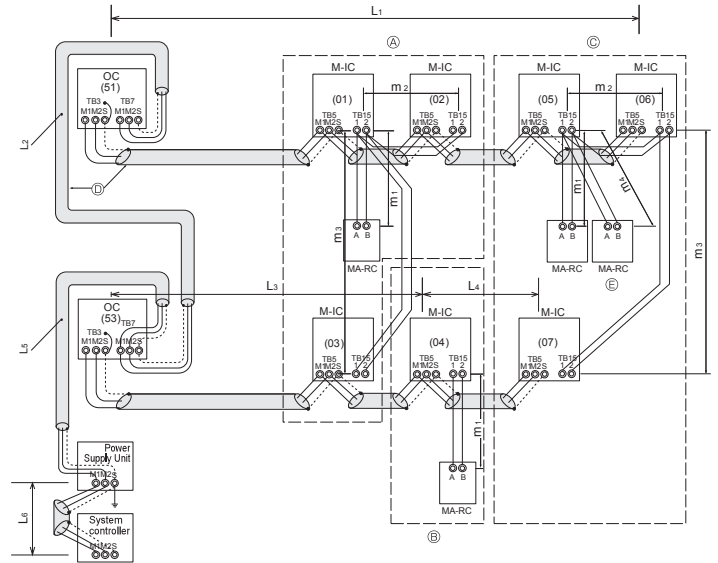 L1
A
C
M-IC
M-IC
M-IC
M-IC
OC
(51)
TB3
TB7
M1M2S
M1M2S
(01)
TB5
M1M2S
TB15
1 2
m2
(02)
TB5
M1M2S
TB15
1 2
(05)
TB5
M1M2S
TB15
1 2
m2
(06)
TB5
M1M2S
TB15
1 2
L2
D
m1
m3
A B
MA-RC
m1
m4
A B
MA-RC
A B
MA-RC
E
m3
L3
L4
OC
(53)
TB3
TB7
M1M2S
M1M2S
M-IC
(03)
TB5
M1M2S
TB15
1 2
M-IC
(04)
TB5
M1M2S
TB15
1 2
M-IC
(07)
TB5
M1M2S
TB15
1 2
L5
m1
A B
MA-RC
B
Power
Supply Unit
M1M2S
L6
System
controller
M1M2S